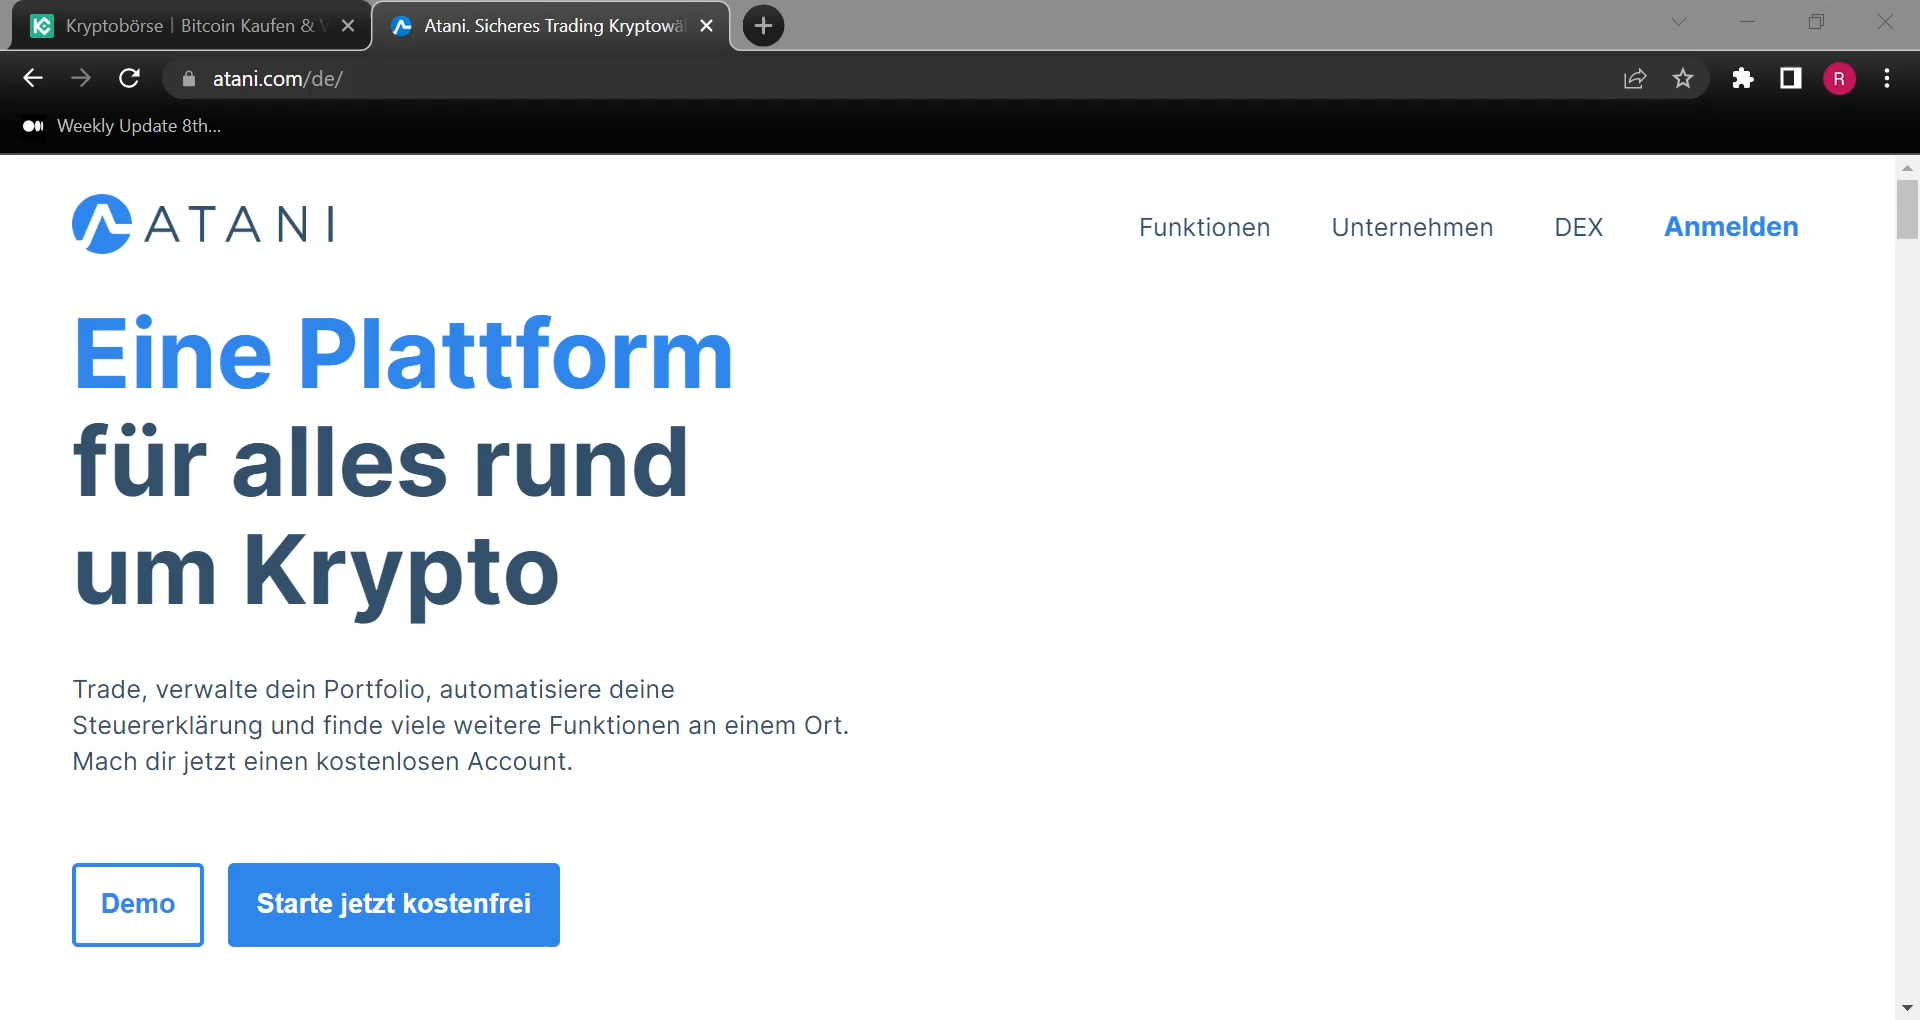 Kryptobörse | Bitcoin Kaufen &
Atani. Sicheres Trading Kryptowä
atani.com/de/
R
Weekly Update 8th...
ATANI
Funktionen
Unternehmen
DEX
Anmelden
Eine Plattform
für alles rund
um Krypto
Trade, verwalte dein Portfolio, automatisiere deine
Steuererklärung und finde viele weitere Funktionen an einem Ort.
Mach dir jetzt einen kostenlosen Account.
Demo
Starte jetzt kostenfrei